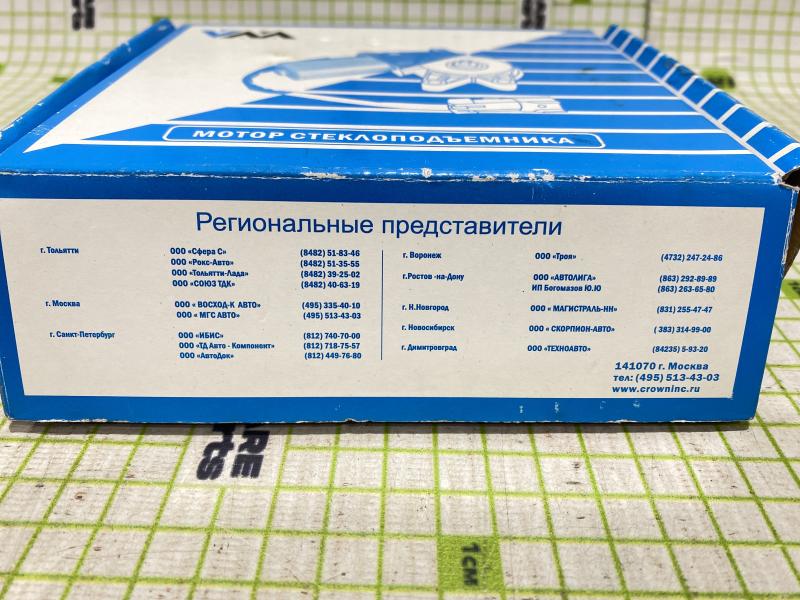 МОТОР СТЕКЛОПОДЪЕМНИКА
Региональные представители
г. Тольятти ООО «Сфера С» (8482) 51-83-46
ООО «Рокс-Авто» (8482) 51-35-55
ООО «Тольятти-Лада» (8482) 39-25-02
ООО «СОЮЗ ТДК» (8482) 40-63-19
г. Москва ООО « ВОСХОД-К АВТО» (495) 335-40-10
ООО « МГС АВТО» (495) 513-43-03
г. Санкт-Петербург ООО «ИБИС» (812) 740-70-00
ООО «ТД Авто - Компонент» (812) 718-75-57
ООО «АвтоДок» (812) 449-76-80
г. Воронеж ООО «Троя» (4732) 247-24-86
г.Ростов -на-Дону ООО «АВТОЛИГА» (863) 292-89-89
ИП Богомазов Ю.Ю (863) 263-65-80
г. Н.Новгород ООО « МАГИСТРАЛЬ-НН» (831) 255-47-47
г. Новосибирск ООО « СКОРПИОН-АВТО» ( 383) 314-99-00
г. Димитровград ООО «ТЕХНОАВТО» (84235) 5-93-20
141070 г. Москва
тел: (495) 513-43-03
www.crowninc.ru
1 СМ